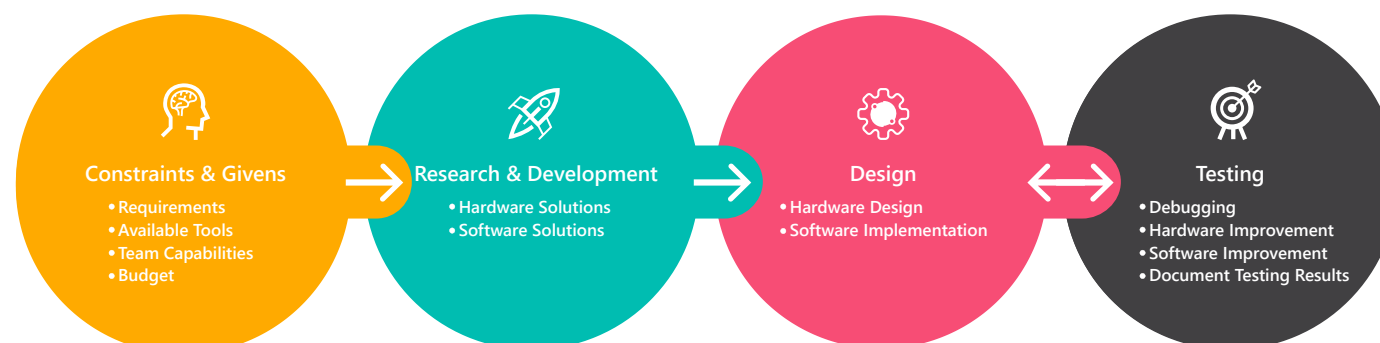 Constraints & Givens
• Requirements
• Available Tools
• Team Capabilities
• Budget
Research & Development
• Hardware Solutions
• Software Solutions
Design
• Hardware Design
• Software Implementation
Testing
• Debugging
• Hardware Improvement
• Software Improvement
• Document Testing Results